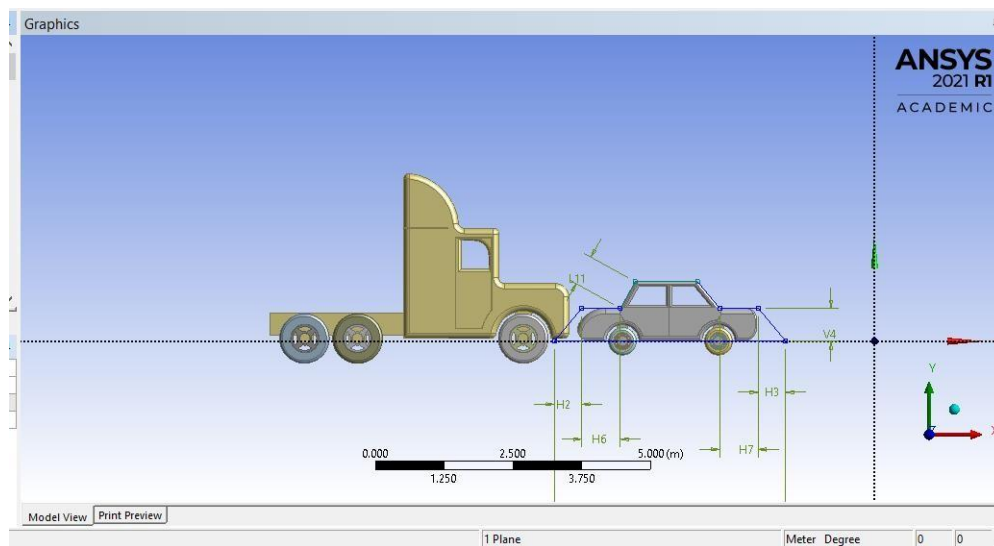 Graphics
ANSYS
2021 R1
ACADEMIC
L11
V4
H2
H3
H6
H7
0.000 2.500 5.000 (m)
1.250 3.750
Y
X
Model View Print Preview
1 Plane Meter Degree 0 0